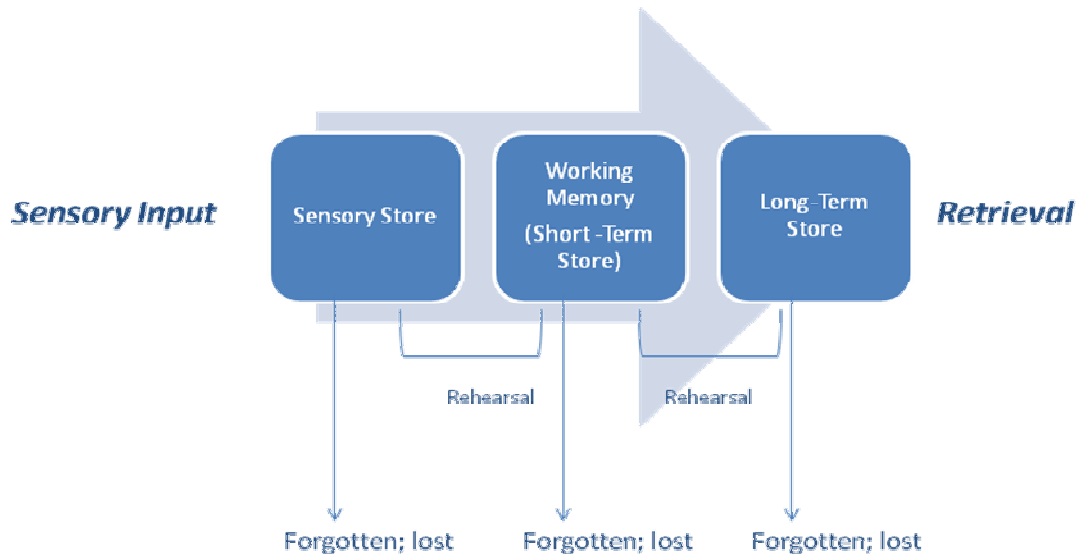 Sensory Input
Sensory Store
Working
Memory
(Short -Term
Store)
Long-Term
Store
Retrieval
Rehearsal
Rehearsal
Forgotten; lost
Forgotten; lost
Forgotten; lost